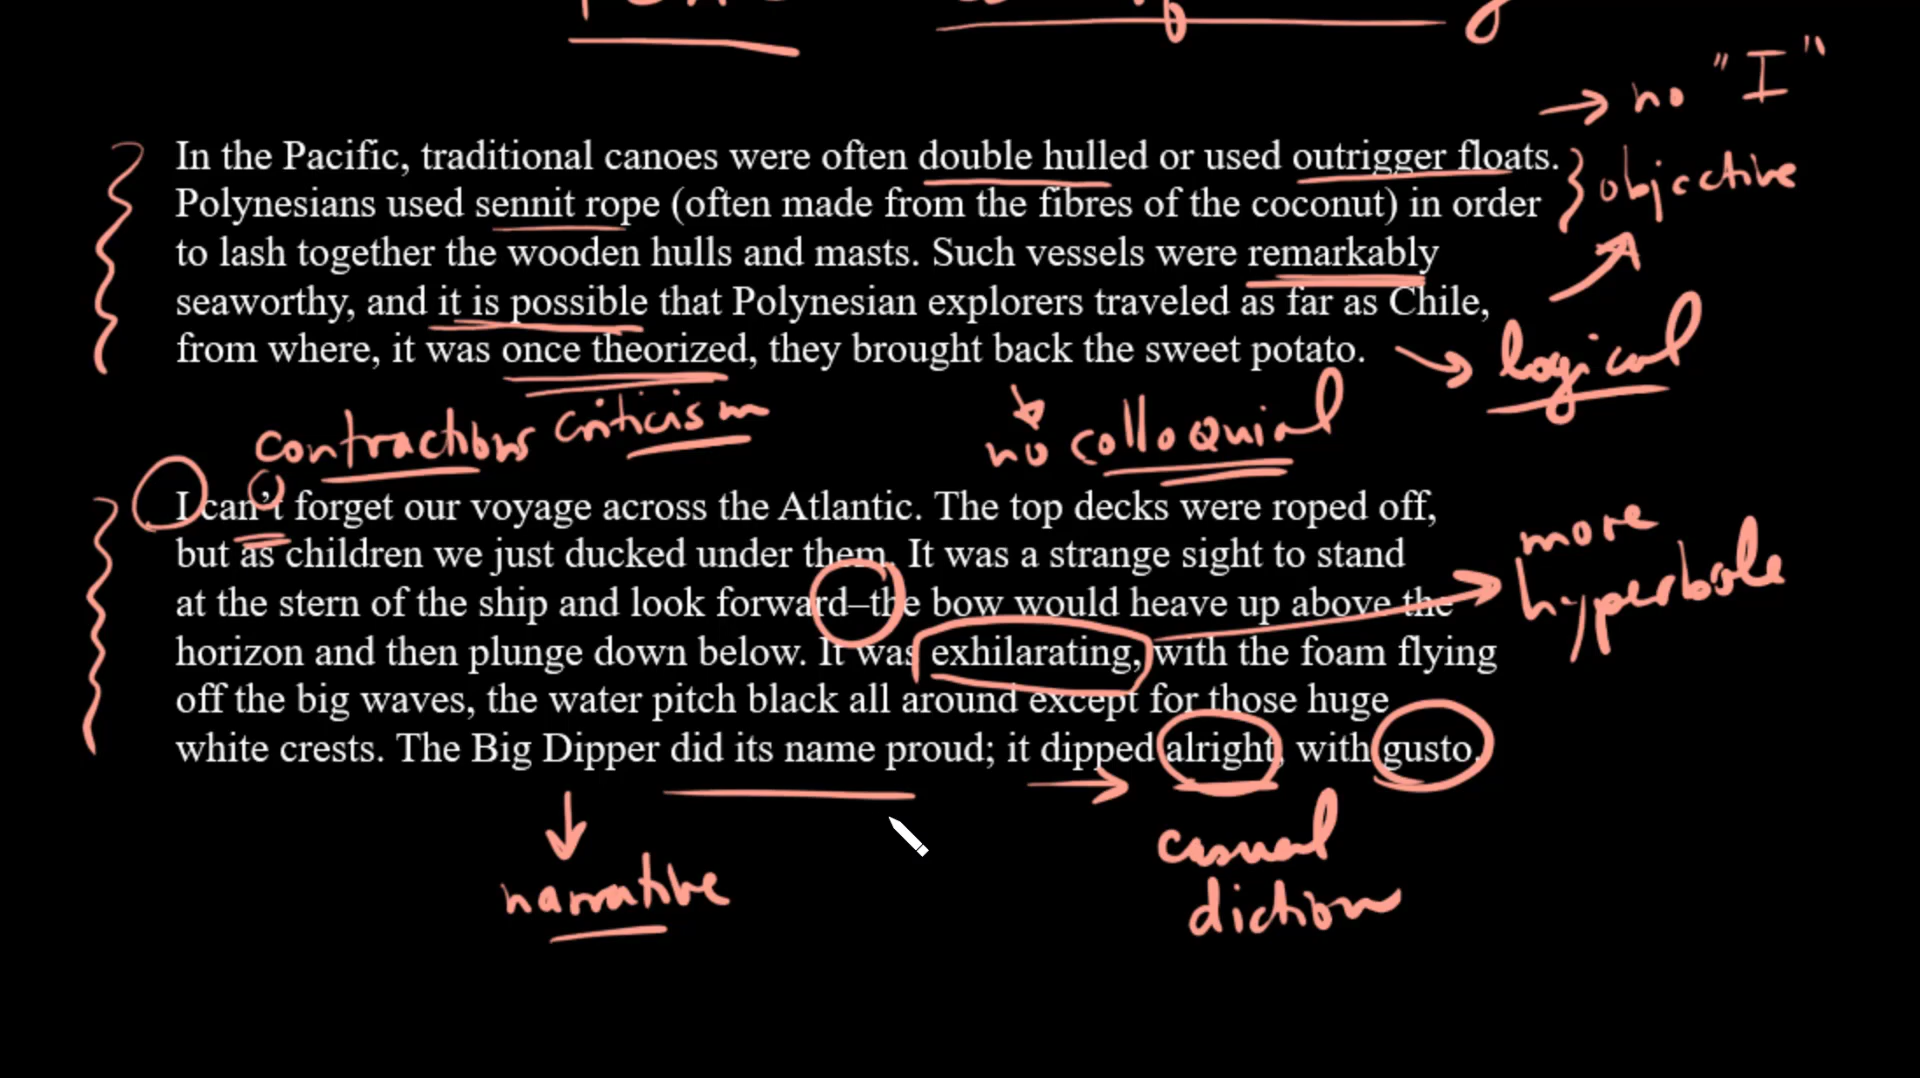 → no "I"
In the Pacific, traditional canoes were often double hulled or used outrigger floats.
objective
Polynesians used sennit rope (often made from the fibres of the coconut) in order
to lash together the wooden hulls and masts. Such vessels were remarkably
seaworthy, and it is possible that Polynesian explorers traveled as far as Chile,
from where, it was once theorized, they brought back the sweet potato.
→ logical
contractions criticism
no colloquial
I can't forget our voyage across the Atlantic. The top decks were roped off,
but as children we just ducked under them. It was a strange sight to stand
at the stern of the ship and look forward–the bow would heave up above the
horizon and then plunge down below. It was exhilarating, with the foam flying
off the big waves, the water pitch black all around except for those huge
white crests. The Big Dipper did its name proud; it dipped alright, with gusto.
more
hyperbole
narrative
casual
diction